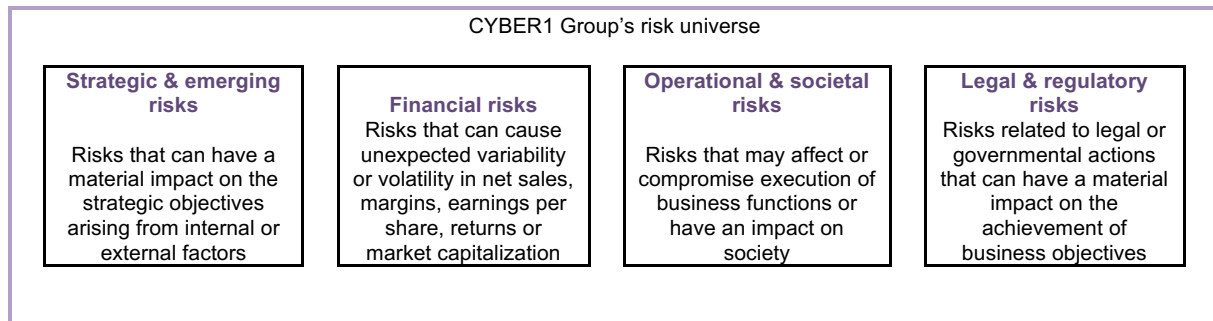 CYBER1 Group's risk universe
Strategic & emerging
risks
Risks that can have a
material impact on the
strategic objectives
arising from internal or
external factors
Financial risks
Risks that can cause
unexpected variability
or volatility in net sales,
margins, earnings per
share, returns or
market capitalization
Operational & societal
risks
Risks that may affect or
compromise execution of
business functions or
have an impact on
society
Legal & regulatory
risks
Risks related to legal or
governmental actions
that can have a material
impact on the
achievement of
business objectives